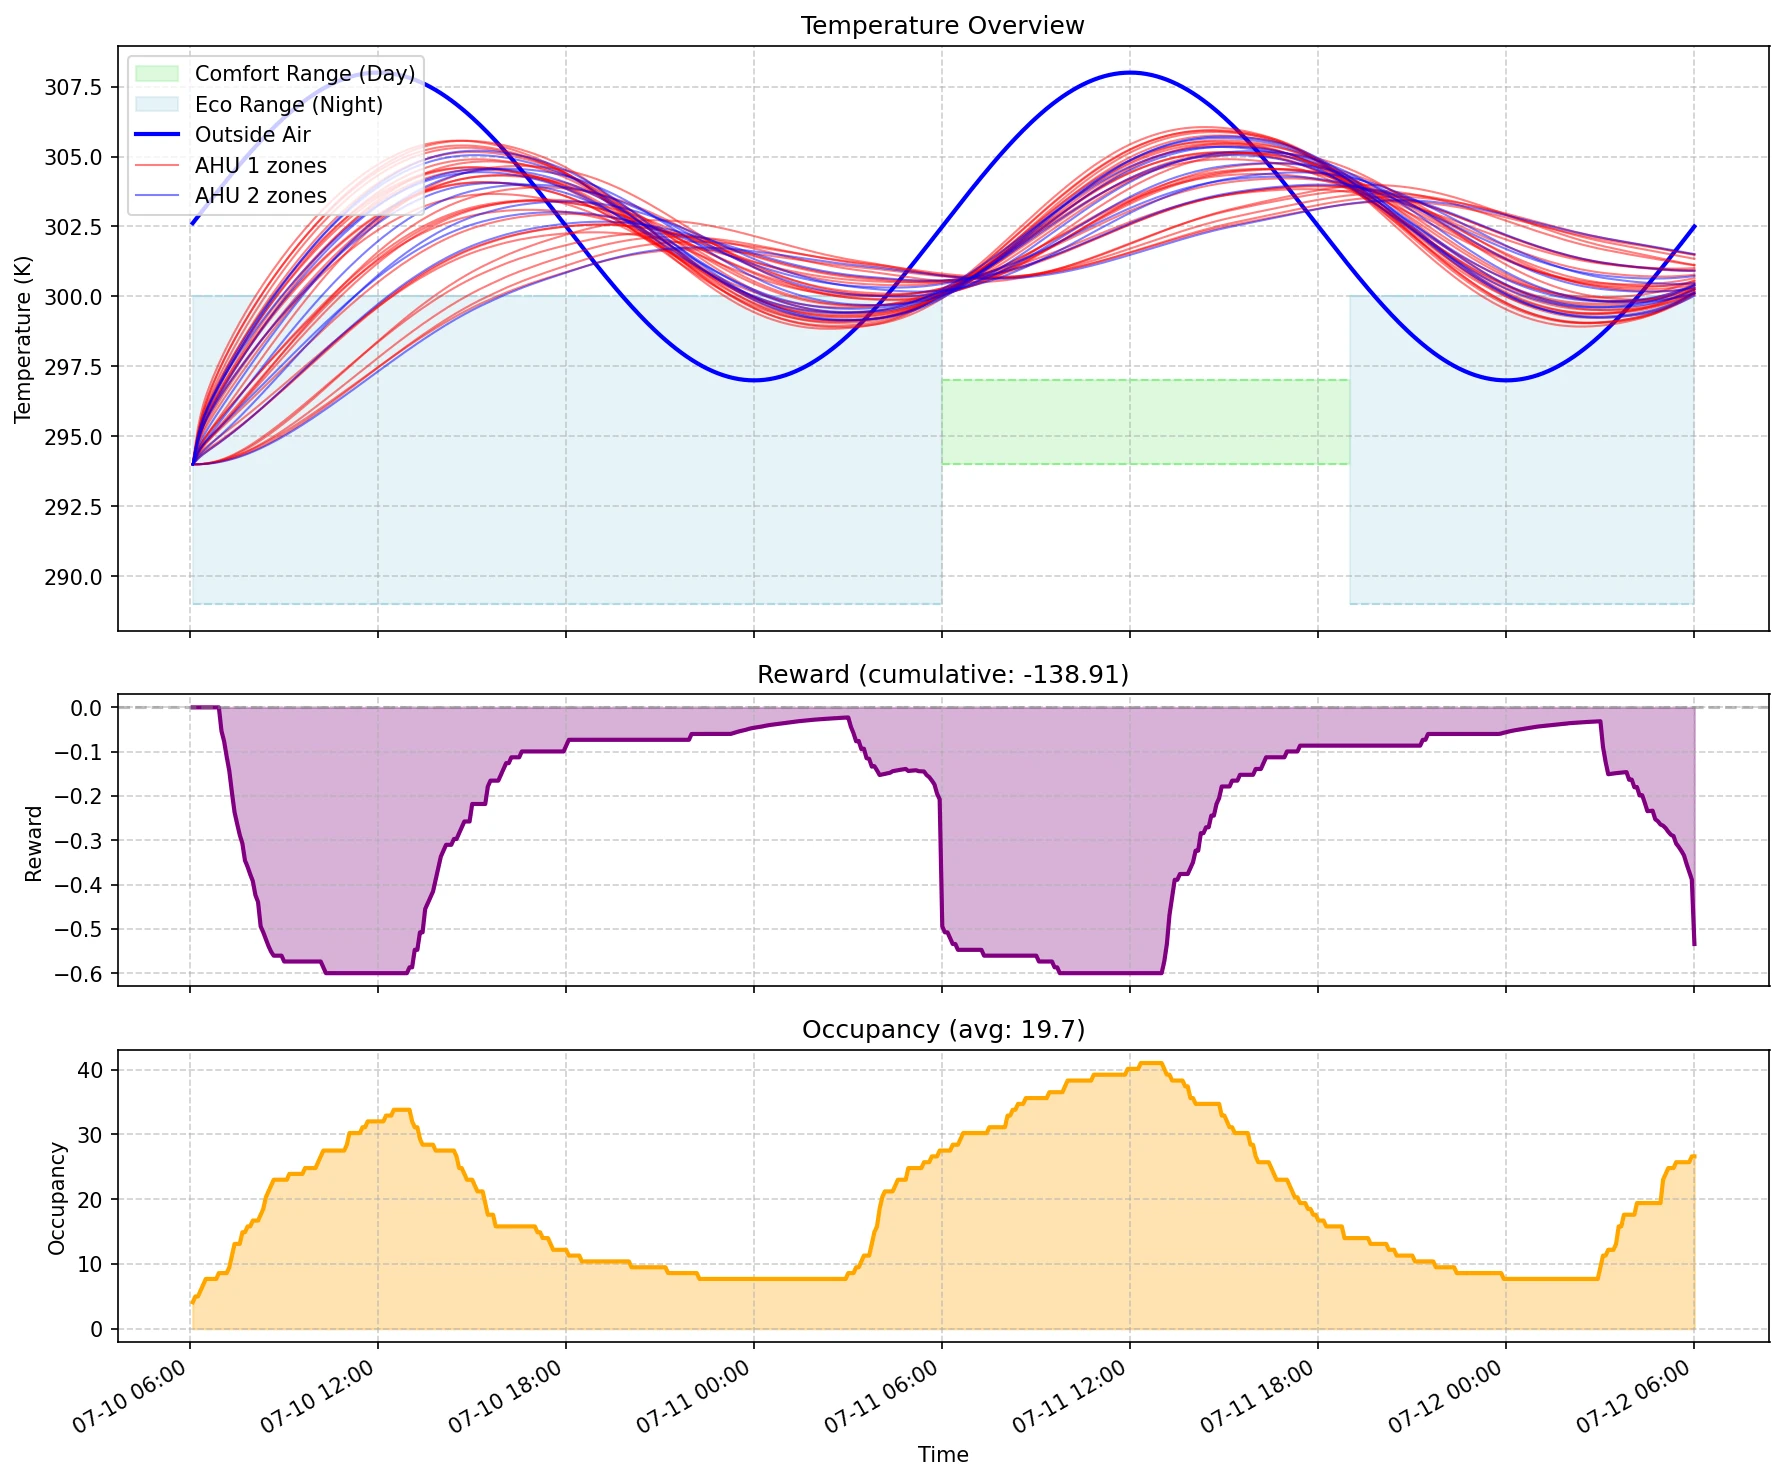 Temperature Overview
Temperature (K)
307.5
305.0
302.5
300.0
297.5
295.0
292.5
290.0
Comfort Range (Day)
Eco Range (Night)
Outside Air
AHU 1 zones
AHU 2 zones
Reward (cumulative: -138.91)
Reward
0.0
−0.1
−0.2
−0.3
−0.4
−0.5
−0.6
Occupancy (avg: 19.7)
Occupancy
40
30
20
10
0
07-10 06:00
07-10 12:00
07-10 18:00
07-11 00:00
07-11 06:00
07-11 12:00
07-11 18:00
07-12 00:00
07-12 06:00
Time